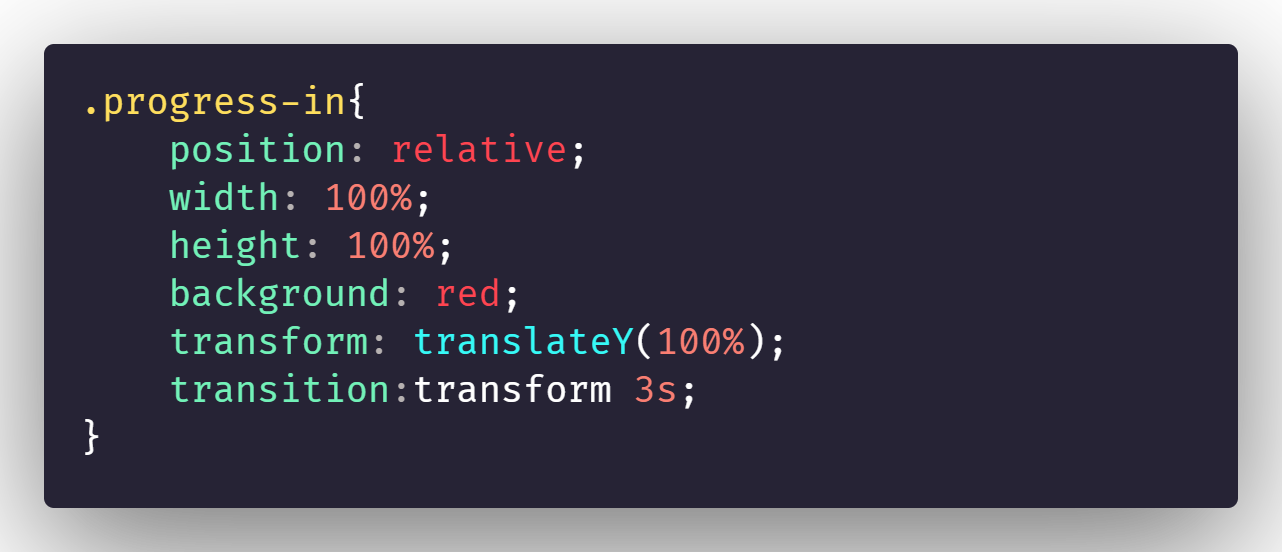 .progress-in{
    position: relative;
    width: 100%;
    height: 100%;
    background: red;
    transform: translateY(100%);
    transition:transform 3s;
}